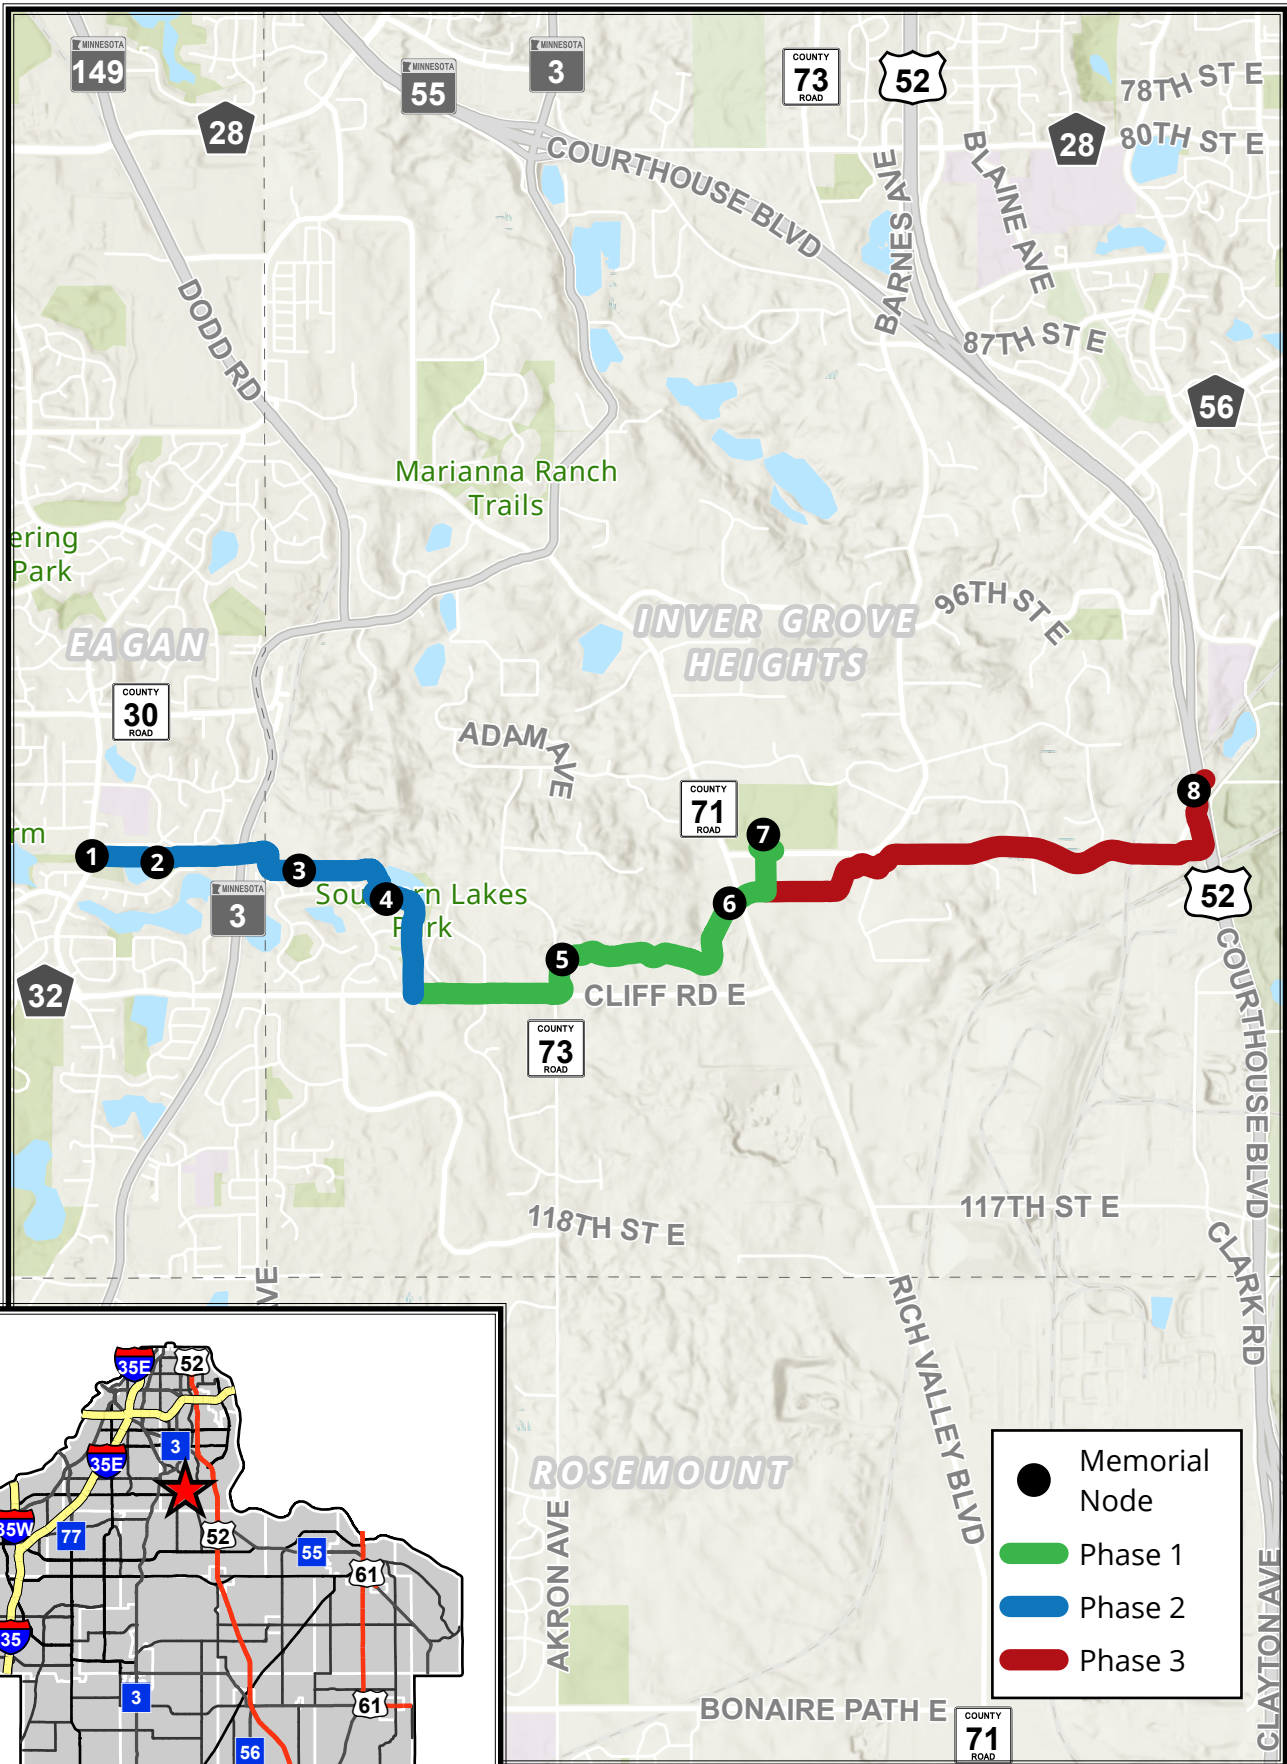 MINNESOTA
149
MINNESOTA
55
MINNESOTA
3
COUNTY
73
ROAD
52
78TH ST E
28
28
80TH ST E
COURTHOUSE BLVD
BARNES AVE
BLAINE AVE
DODD RD
87TH ST E
56
Marianna Ranch
Trails
ering
Park
96TH ST E
INVER GROVE
HEIGHTS
EAGAN
COUNTY
30
ROAD
ADAM AVE
COUNTY
71
ROAD
8
7
rm
1
2
3
4
MINNESOTA
3
Lakes
6
52
5
32
CLIFF RD E
COURTHOUSE BLVD
COUNTY
73
ROAD
118TH ST E
117TH ST E
CLARK RD
VE
RICH VALLEY BLVD
35E
52
3
35E
35W
77
52
55
61
35
3
61
56
ROSEMOUNT
AKRON AVE
Memorial
Node
Phase 1
Phase 2
Phase 3
CLAYTON AVE
BONAIRE PATH E
COUNTY
71
ROAD